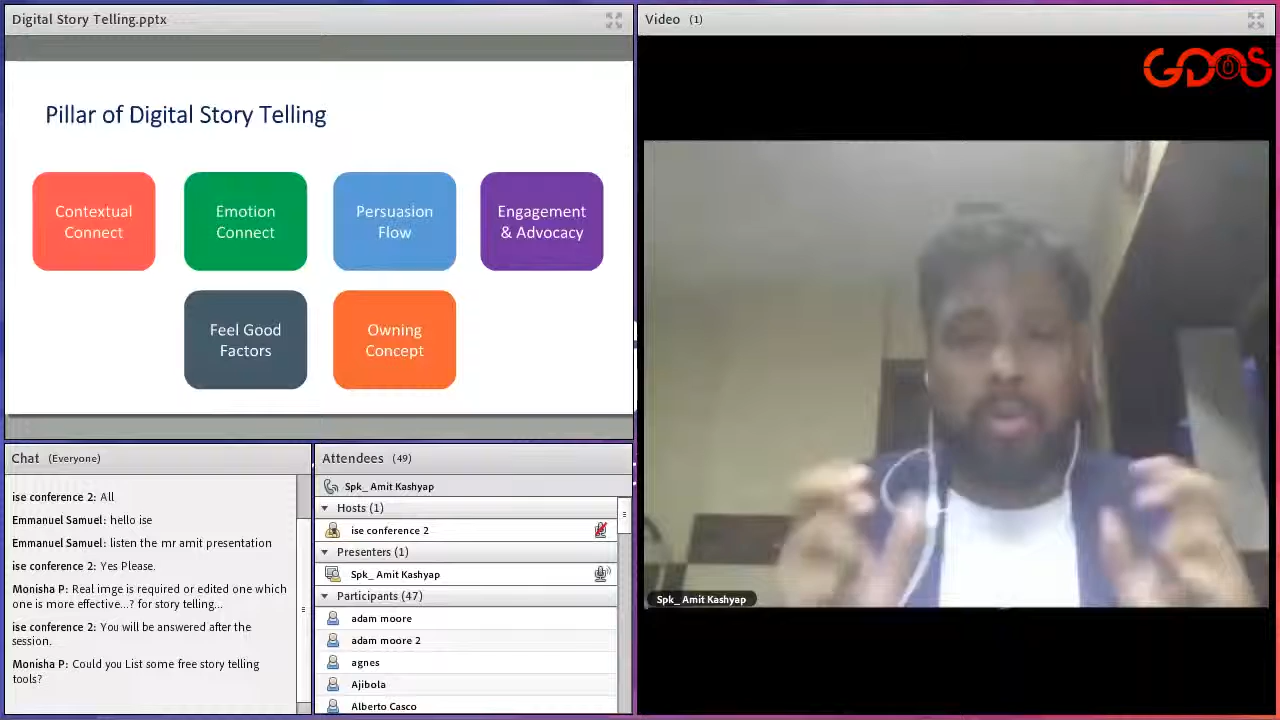 Digital Story Telling.pptx
Pillar of Digital Story Telling
Contextual
Connect
Emotion
Connect
Persuasion
Flow
Engagement
& Advocacy
Feel Good
Factors
Owning
Concept
Chat (Everyone)
ise conference 2: All
Emmanuel Samuel: hello ise
Emmanuel Samuel: listen the mr amit presentation
ise conference 2: Yes Please.
Monisha P: Real imge is required or edited one which
one is more effective...? for story telling...
ise conference 2: You will be answered after the
session.
Monisha P: Could you List some free story telling
tools?
Attendees (49)
Spk_ Amit Kashyap
Hosts (1)
ise conference 2
Presenters (1)
Spk_ Amit Kashyap
Participants (47)
adam moore
adam moore 2
agnes
Ajibola
Alberto Casco
Video (1)
GDOS
Spk_ Amit Kashyap